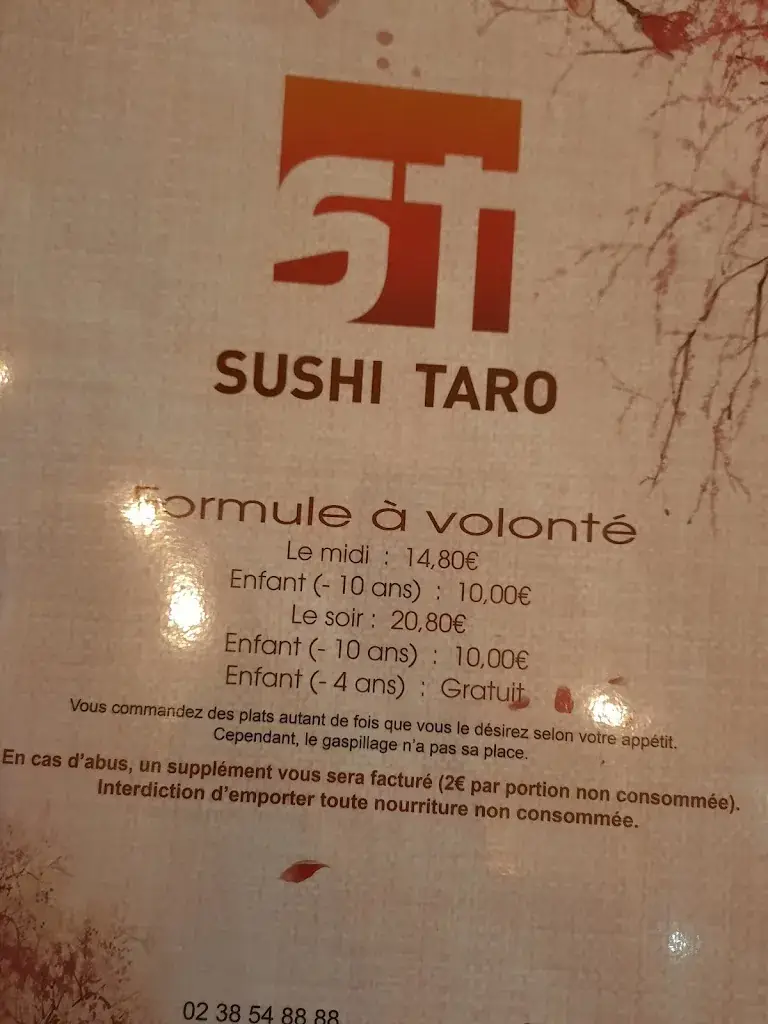 ST
SUSHI TARO
Formule à volonté
Le midi : 14,80€
Enfant (- 10 ans) : 10,00€
Le soir : 20,80€
Enfant (- 10 ans) : 10,00€
Enfant (- 4 ans) : Gratuit
Vous commandez des plats autant de fois que vous le désirez selon votre appétit.
Cependant, le gaspillage n'a pas sa place.
En cas d'abus, un supplément vous sera facturé (2€ par portion non consommée).
Interdiction d'emporter toute nourriture non consommée.
02 38 54 88 88